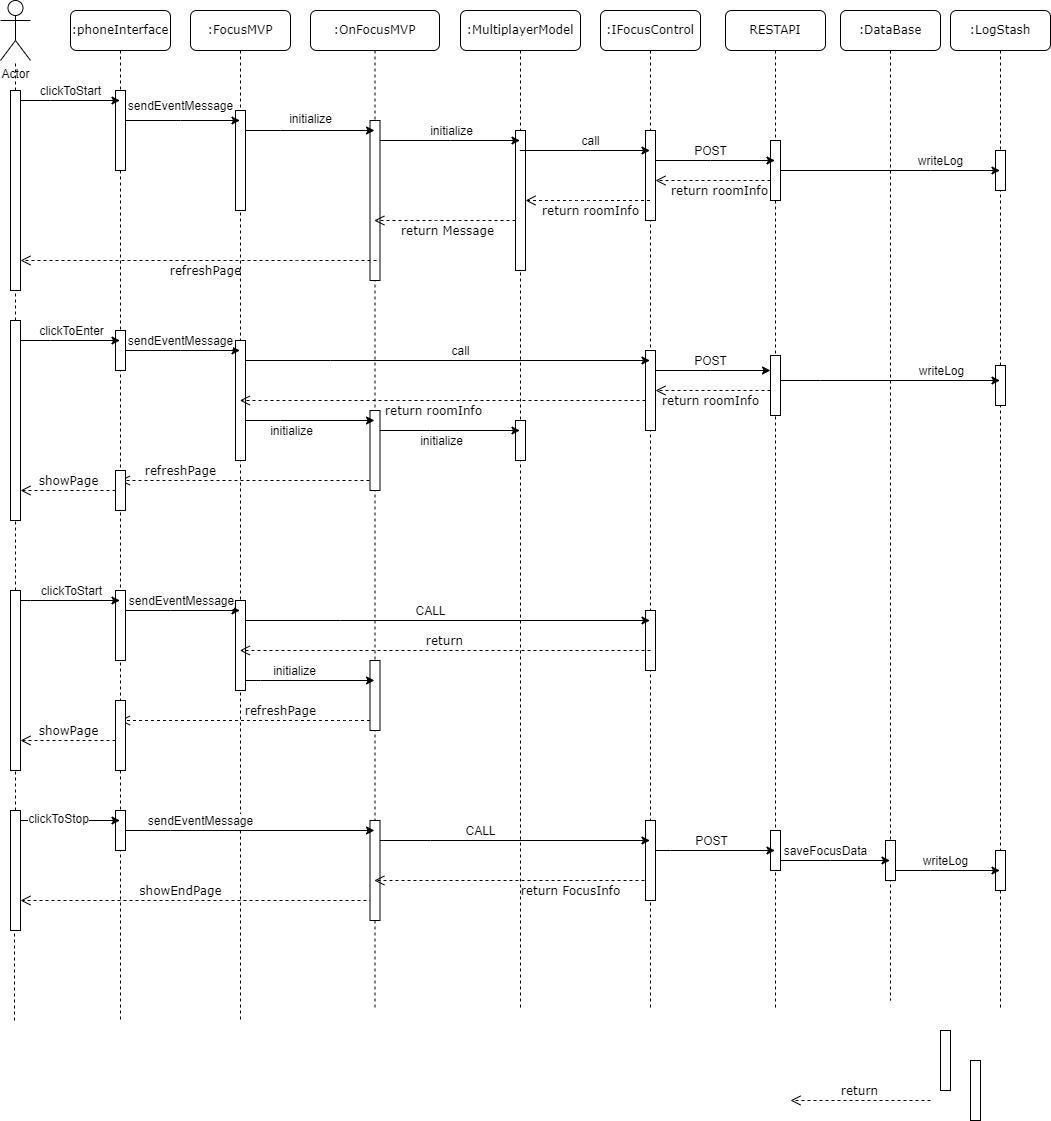 :phoneInterface
:FocusMVP
:OnFocusMVP
:MultiplayerModel
:IFocusControl
RESTAPI
:DataBase
:LogStash
Actor
clickToStart
sendEventMessage
initialize
initialize
call
POST
writeLog
return roomInfo
return roomInfo
return Message
refreshPage
clickToEnter
sendEventMessage
call
POST
writeLog
return roomInfo
return roomInfo
initialize
initialize
refreshPage
showPage
clickToStart
sendEventMessage
CALL
return
initialize
refreshPage
showPage
clickToStop
sendEventMessage
CALL
POST
saveFocusData
writeLog
return FocusInfo
showEndPage
return